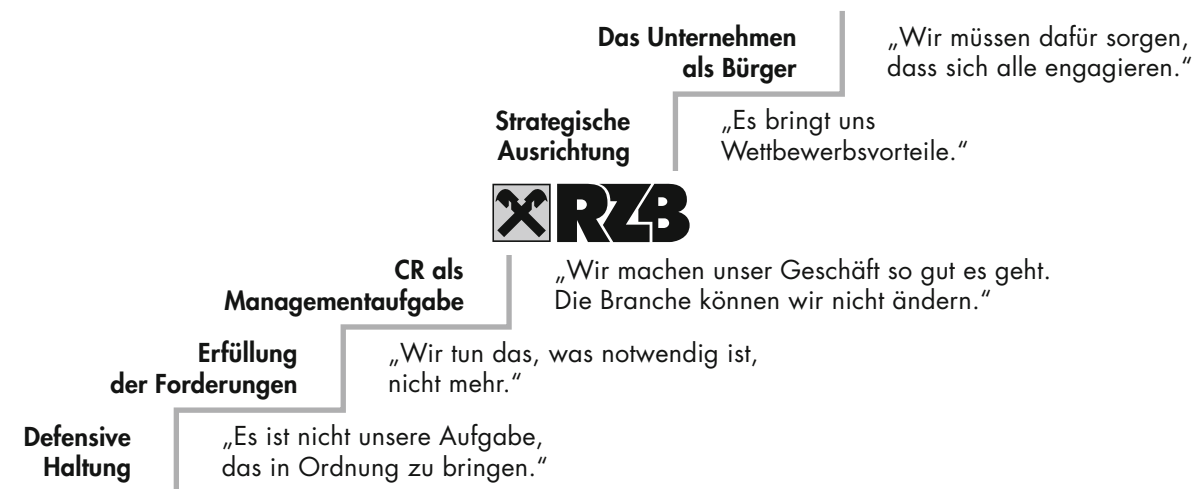 Das Unternehmen
als Bürger
„Wir müssen dafür sorgen,
dass sich alle engagieren.“
Strategische
Ausrichtung
„Es bringt uns
Wettbewerbsvorteile.“
RZB
CR als
Managementaufgabe
„Wir machen unser Geschäft so gut es geht.
Die Branche können wir nicht ändern.“
Erfüllung
der Forderungen
„Wir tun das, was notwendig ist,
nicht mehr.“
Defensive
Haltung
„Es ist nicht unsere Aufgabe,
das in Ordnung zu bringen.“